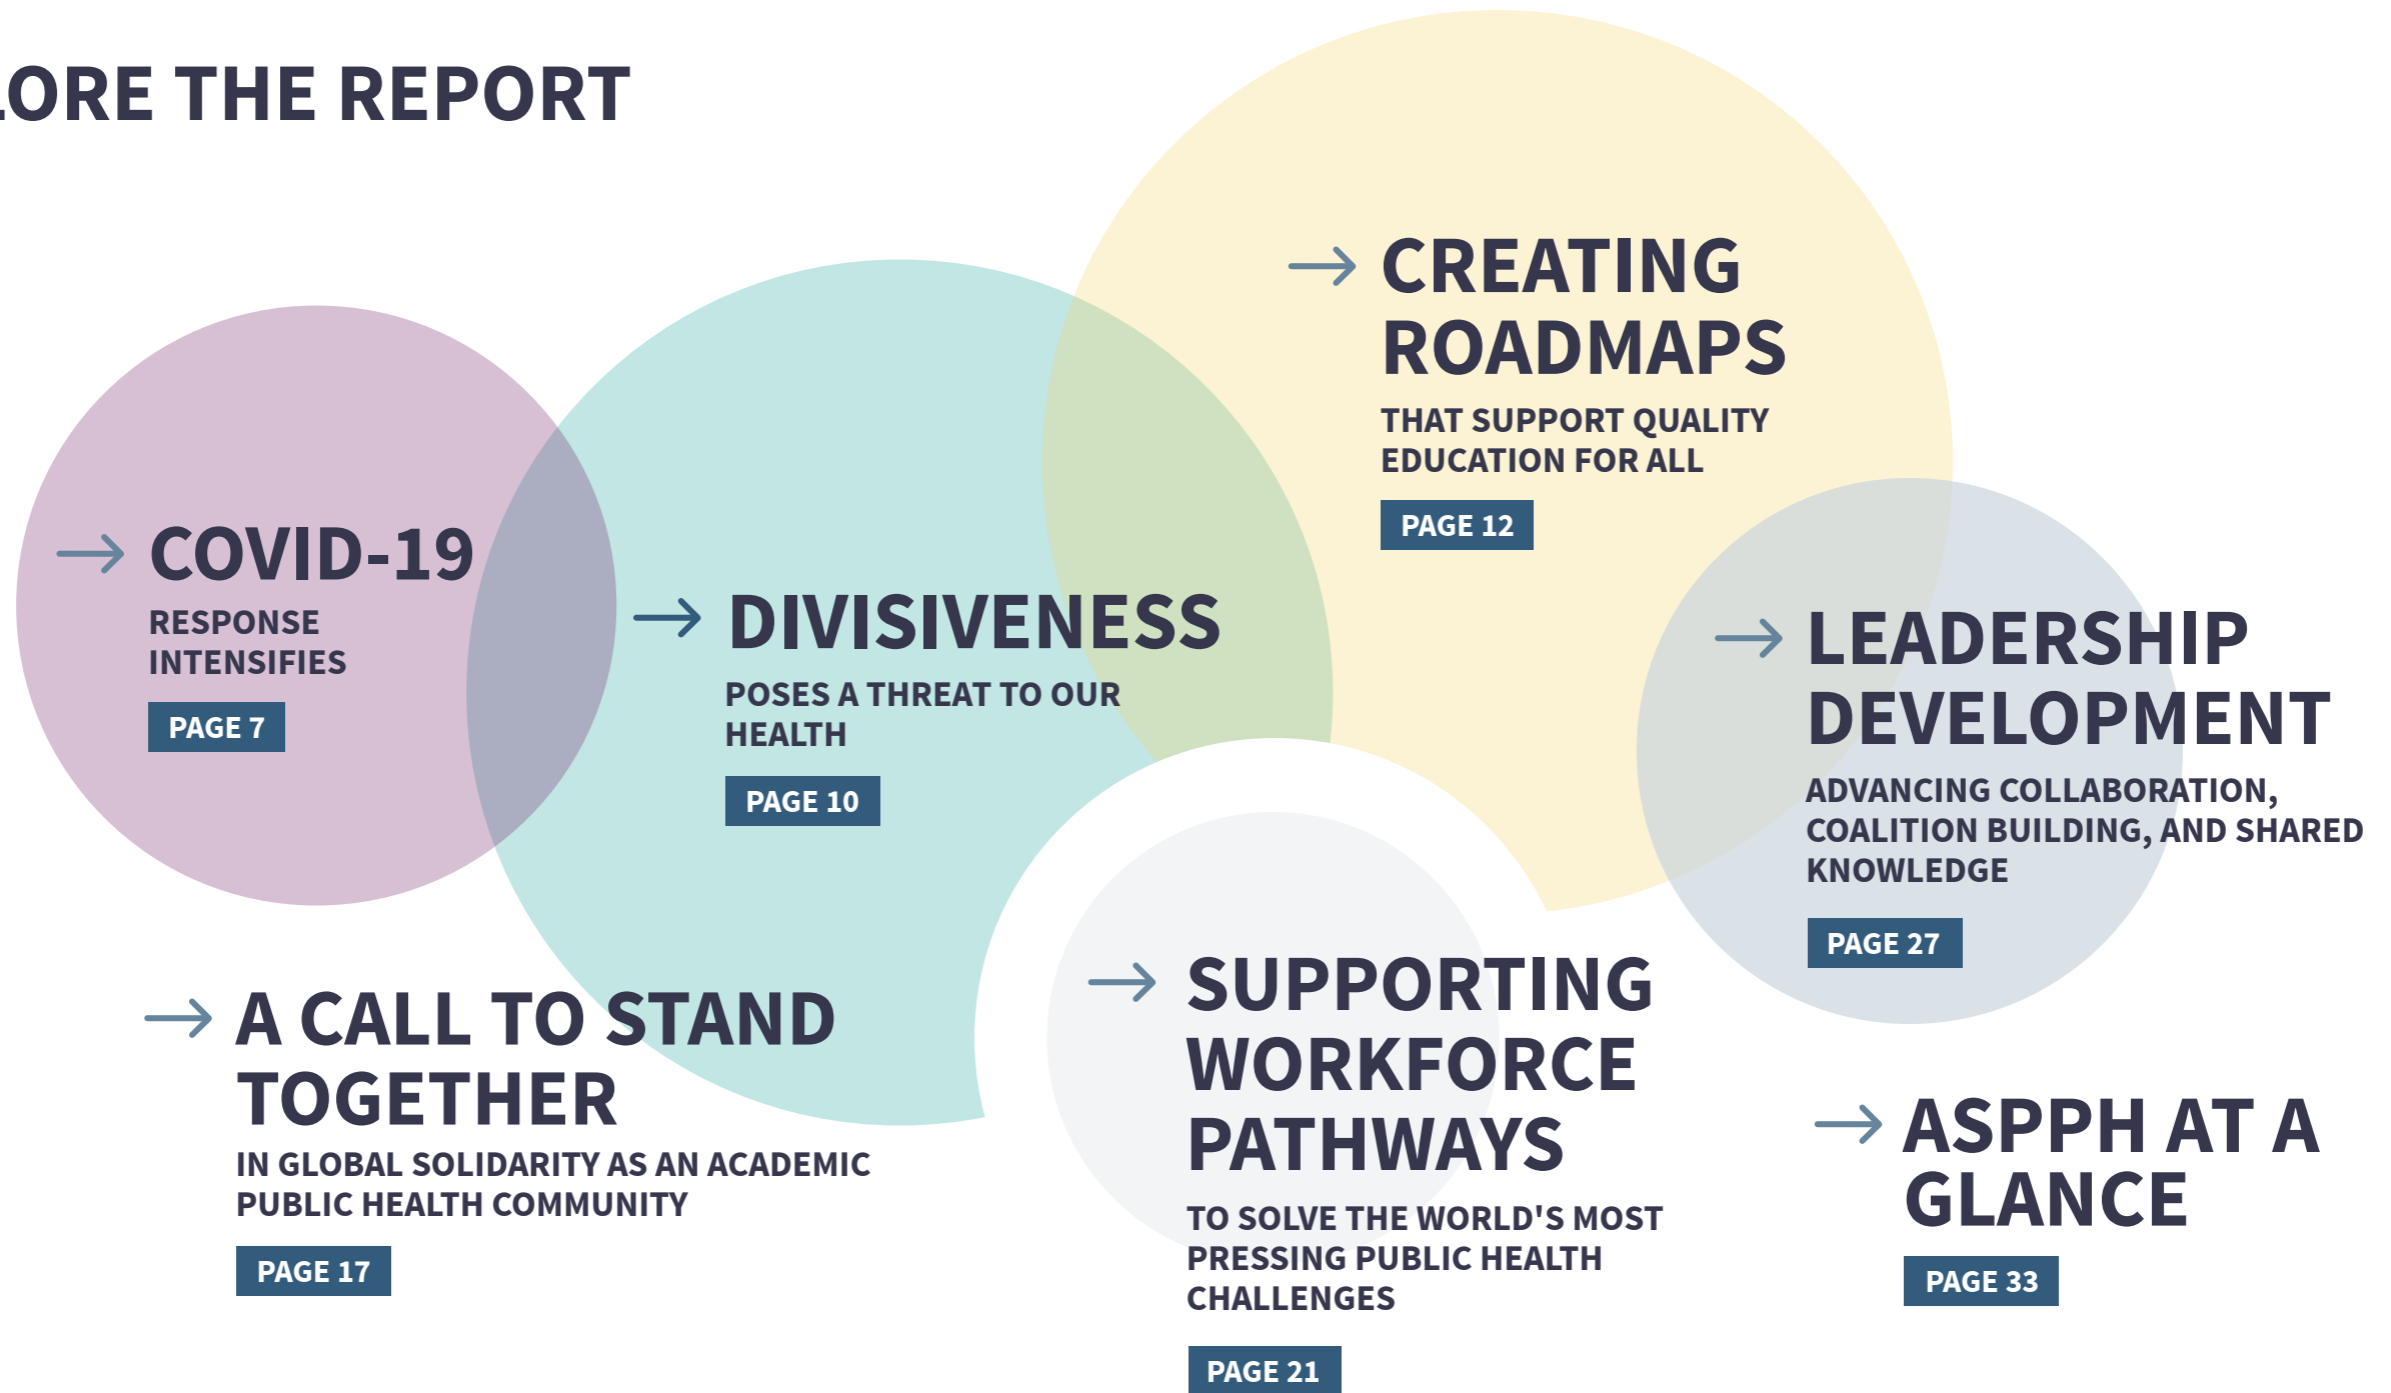 LORE THE REPORT
COVID-19
RESPONSE
INTENSIFIES
PAGE 7
DIVISIVENESS
POSES A THREAT TO OUR
HEALTH
PAGE 10
CREATING
ROADMAPS
THAT SUPPORT QUALITY
EDUCATION FOR ALL
PAGE 12
A CALL TO STAND
TOGETHER
IN GLOBAL SOLIDARITY AS AN ACADEMIC
PUBLIC HEALTH COMMUNITY
PAGE 17
SUPPORTING
WORKFORCE
PATHWAYS
TO SOLVE THE WORLD'S MOST
PRESSING PUBLIC HEALTH
CHALLENGES
PAGE 21
LEADERSHIP
DEVELOPMENT
ADVANCING COLLABORATION,
COALITION BUILDING, AND SHARED
KNOWLEDGE
PAGE 27
ASPPH AT A
GLANCE
PAGE 33